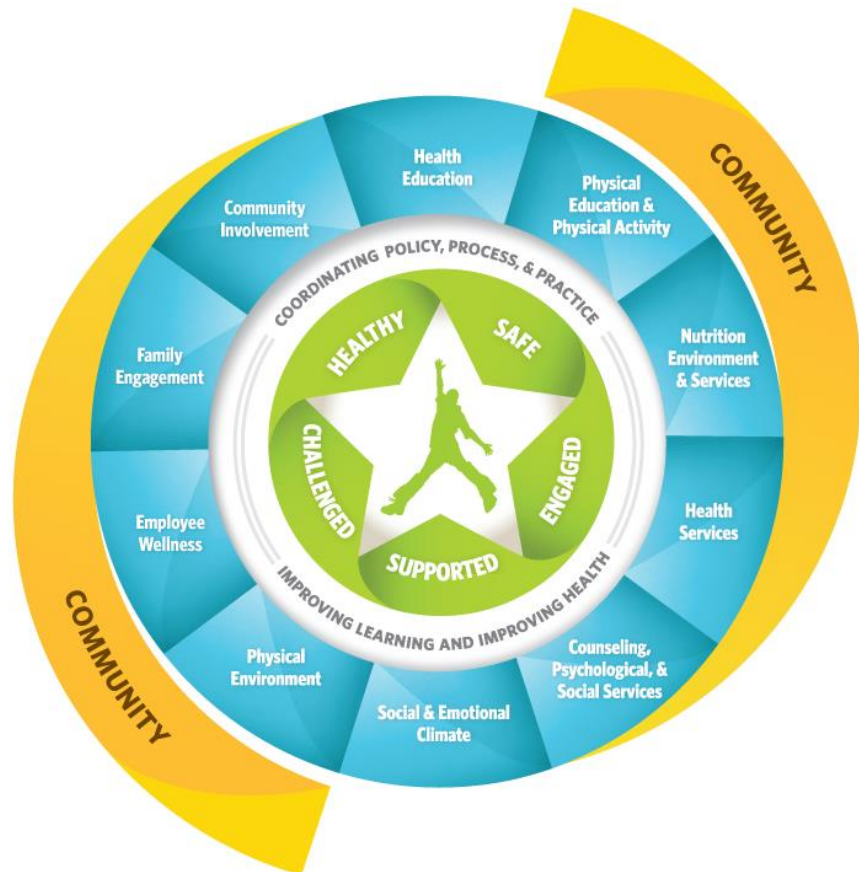 COMMUNITY
Health
Education
Physical
Education &
Physical Activity
Nutrition
Environment
& Services
Health
Services
Counseling,
Psychological, &
Social Services
Social & Emotional
Climate
Physical
Environment
Employee
Wellness
Family
Engagement
Community
Involvement
COORDINATING POLICY, PROCESS, & PRACTICE
IMPROVING LEARNING AND IMPROVING HEALTH
HEALTHY
SAFE
ENGAGED
SUPPORTED
CHALLENGED
COMMUNITY